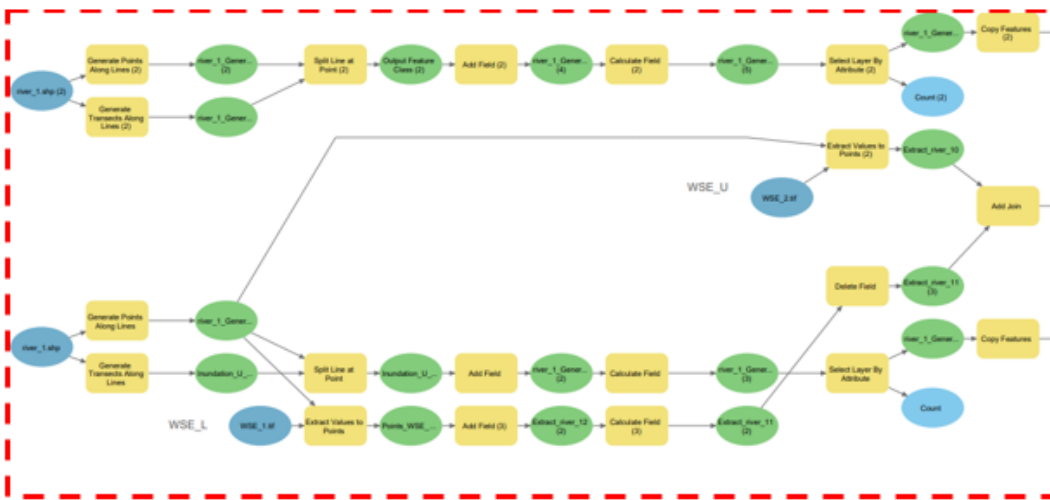 river_1.shp (2)
Generate Points
Along Lines (2)
Generate
Transects Along
Lines (2)
river_1_Gener...
(2)
river_1_Gener...
Split Line at
Point (2)
Output Feature
Class (2)
Add Field (2)
river_1_Gener...
(4)
Calculate Field
(2)
river_1_Gener...
(5)
Select Layer By
Attribute (2)
river_1_Gener...
Count (2)
Copy Features
(2)
WSE_U
WSE_2.tif
Extract Values to
Points (2)
Extract_river_10
Add Join
Delete Field
Extract_river_11
(3)
river_1.shp
Generate Points
Along Lines
Generate
Transects Along
Lines
river_1_Gener...
Inundation_U_...
Split Line at
Point
Inundation_U_...
Add Field
river_1_Gener...
(2)
Calculate Field
river_1_Gener...
(3)
Select Layer By
Attribute
river_1_Gener...
Copy Features
Count
WSE_L
WSE_1.tif
Extract Values to
Points
Points_WSE_...
Add Field (3)
Extract_river_12
(2)
Calculate Field
(3)
Extract_river_11
(2)